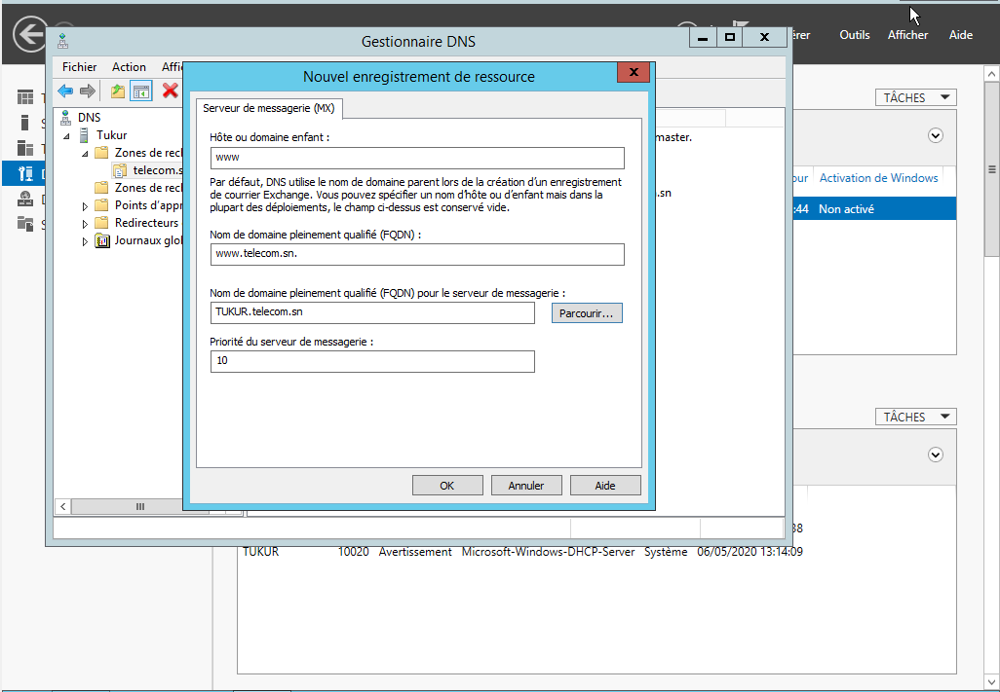 Gestionnaire DNS
Outils
Afficher
Aide
Fichier
Action
Nouvel enregistrement de ressource
Serveur de messagerie (MX)
Hôte ou domaine enfant :
www
Par défaut, DNS utilise le nom de domaine parent lors de la création d'un enregistrement
de courrier Exchange. Vous pouvez spécifier un nom d'hôte ou d'enfant mais dans la
plupart des déploiements, le champ ci-dessus est conservé vide.
Nom de domaine pleinement qualifié (FQDN) :
www.telecom.sn.
Nom de domaine pleinement qualifié (FQDN) pour le serveur de messagerie :
TUKUR.telecom.sn
Parcourir...
Priorité du serveur de messagerie :
10
OK
Annuler
Aide
DNS
Tukur
Zones de rec
telecom.s
Zones de rec
Points d'appr
Redirecteurs
Journaux glo
master.
.sn
TÂCHES
our
Activation de Windows
:44
Non activé
TÂCHES
38
TUKUR 10020 Avertissement Microsoft-Windows-DHCP-Server Système 06/05/2020 13:14:09